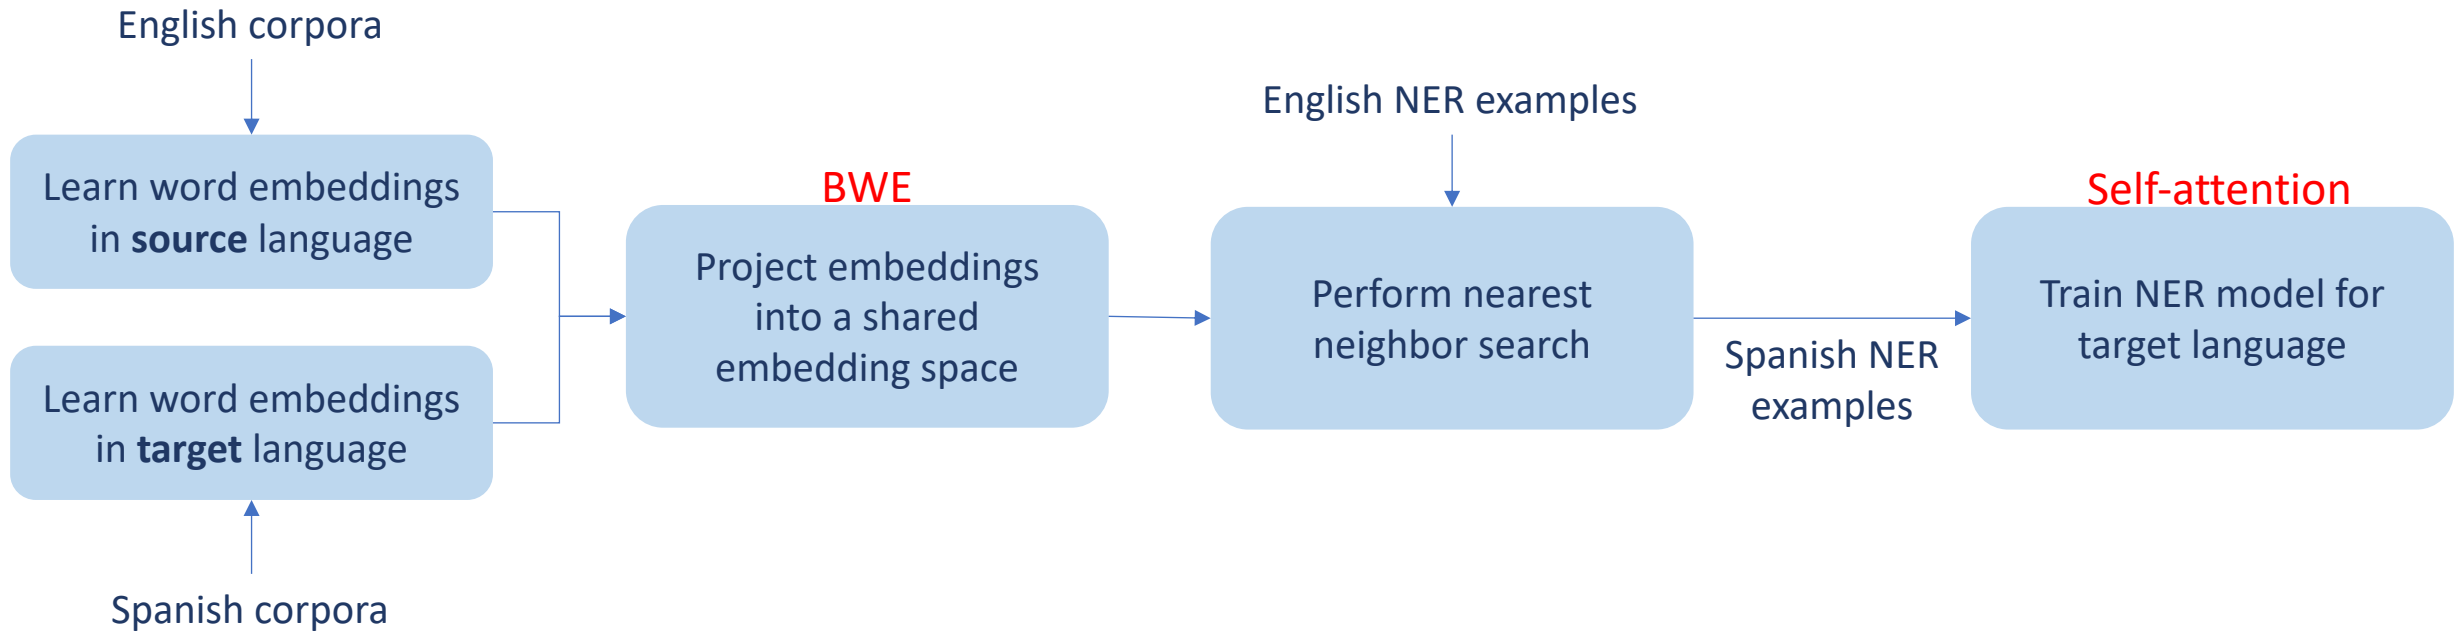 English corpora
Learn word embeddings
in source language
Learn word embeddings
in target language
Spanish corpora
BWE
Project embeddings
into a shared
embedding space
English NER examples
Perform nearest
neighbor search
Spanish NER
examples
Self-attention
Train NER model for
target language